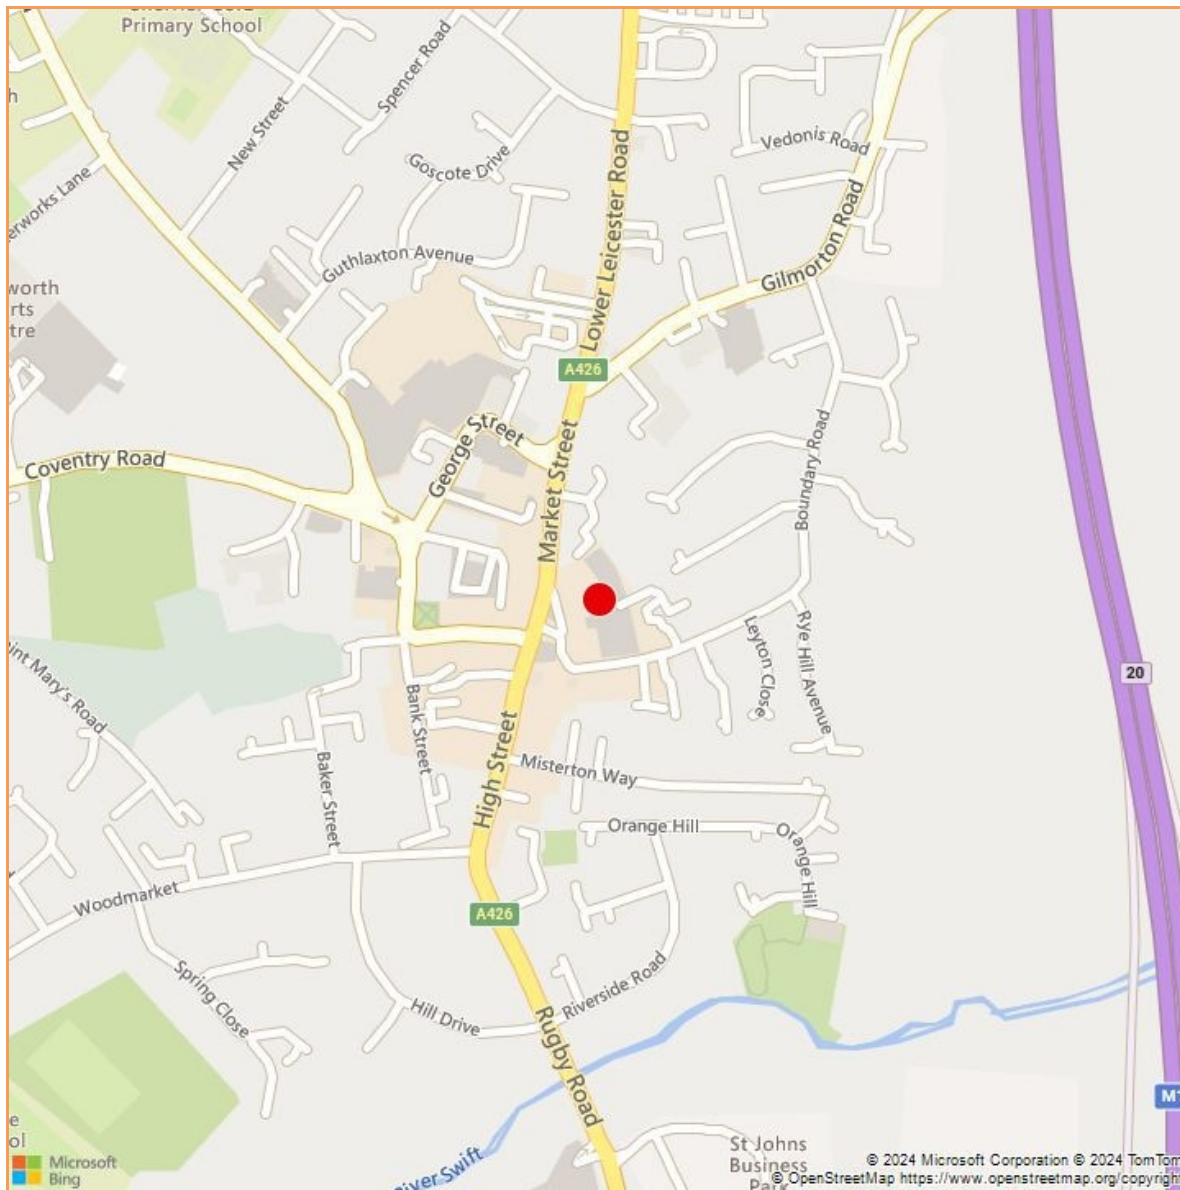 Primary School
Spencer Road
New Street
Goscote Drive
Vedonis Road
Lower Leicester Road
Guthlaxton Avenue
Gilmorton Road
A426
George Street
Coventry Road
Market Street
Boundary Road
Leyton Close
Rye Hill Avenue
20
Bank Street
High Street
Misterton Way
Baker Street
Orange Hill
Orange Hill
Woodmarket
A426
Spring Close
Riverside Road
Hill Drive
Rugby Road
St Johns
Business
Microsoft
Bing
© 2024 Microsoft Corporation © 2024 TomTom
© OpenStreetMap https://www.openstreetmap.org/copyright